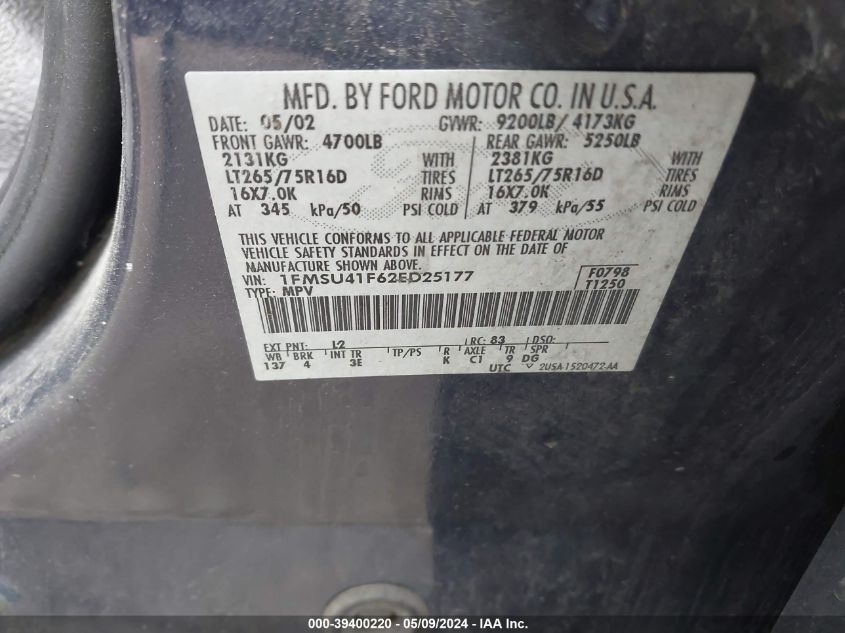 MFD. BY FORD MOTOR CO. IN U.S.A.
DATE: 05/02 GVWR: 9200LB/ 4173KG
FRONT GAWR: 4700LB REAR GAWR: 5250LB
2131KG WITH 2381KG WITH
LT265/75R16D TIRES LT265/75R16D TIRES
16X7.0K RIMS 16X7.0K RIMS
AT 345 kPa/50 PSI COLD AT 379 kPa/55 PSI COLD
THIS VEHICLE CONFORMS TO ALL APPLICABLE FEDERAL MOTOR
VEHICLE SAFETY STANDARDS IN EFFECT ON THE DATE OF
MANUFACTURE SHOWN ABOVE.
VIN: 1FMSU41F62ED25177 F0798
TYPE: MPV T1250
EXT PNT: L2 RC: 83 DSO:
WB BRK INT TR TP/PS R AXLE TR SPR
137 4 3E K C1 9 DG
UTC 2USA-1520472-AA
000-39400220 - 05/09/2024 - IAA Inc.